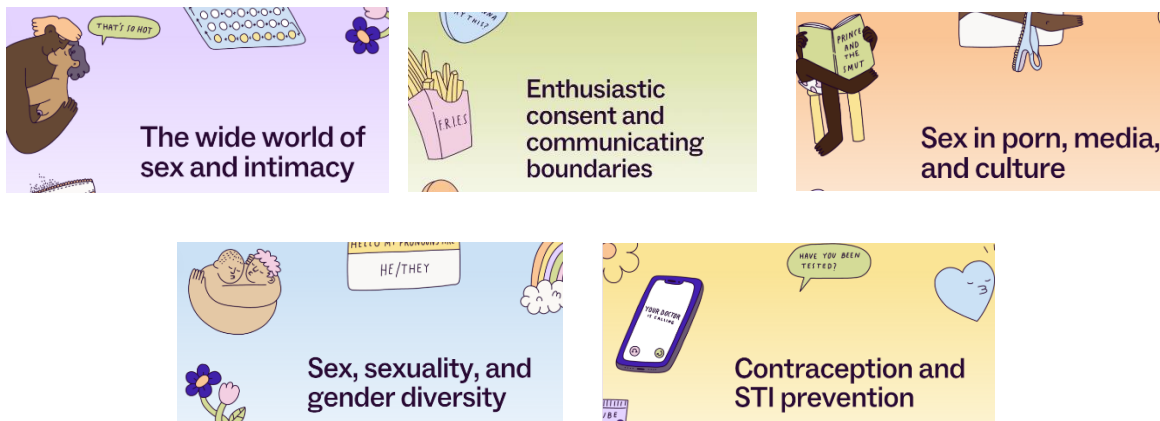 THAT'S SO HOT
The wide world of
sex and intimacy
THIS?
F.R.I.E.S
Enthusiastic
consent and
communicating
boundaries
PRINCE
AND
THE
SMUT
Sex in porn, media,
and culture
HELLO MY PRONOUNS ARE
HE/THEY
Sex, sexuality, and
gender diversity
HAVE YOU BEEN
TESTED?
YOUR DOCTOR
IS CALLING
Contraception and
STI prevention